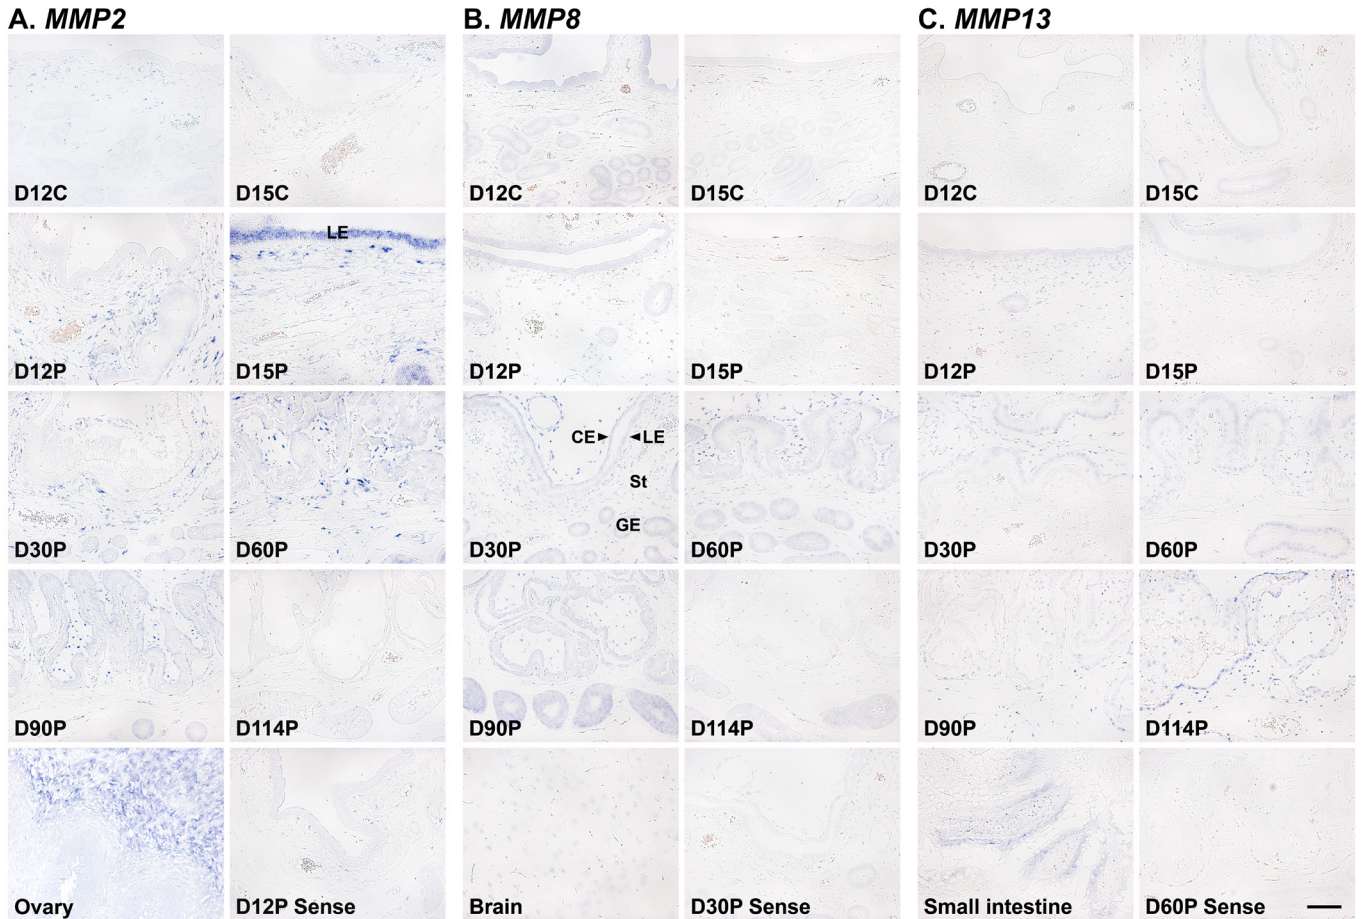 A. MMP2 B. MMP8 C. MMP13
D12C D15C D12C D15C D12C D15C
LE
D12P D15P D12P D15P D12P D15P
CE LE
St
GE
D30P D60P D30P D60P D30P D60P
D90P D114P D90P D114P D90P D114P
Ovary D12P Sense Brain D30P Sense Small intestine D60P Sense